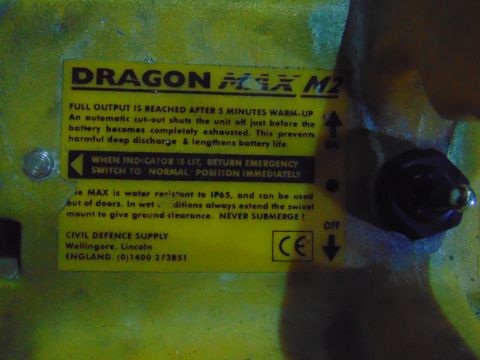 DRAGON MAX M2
FULL OUTPUT IS REACHED AFTER 5 MINUTES WARM-UP
An automatic cut-out shuts the unit off just before the
battery becomes completely exhausted. This prevents
harmful deep discharge & lengthens battery life.
ON
WHEN INDICATOR IS LIT, RETURN EMERGENCY
SWITCH TO NORMAL POSITION IMMEDIATELY
MAX is water resistant to IP65, and can be used
out of doors. In wet always extend the swivel
mount to give ground clearance. NEVER SUBMERGE !
OFF
CIVIL DEFENCE SUPPLY
Wellingore, Lincoln
ENGLAND. (0)1400 273851
CE